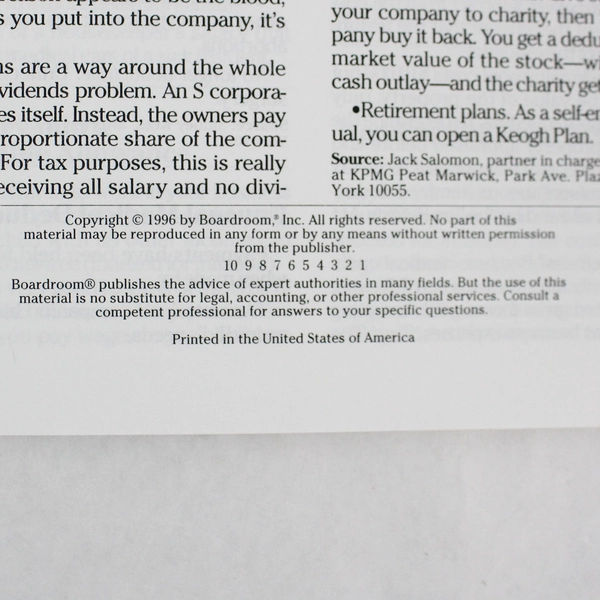 s you put into the company, it's
ns are a way around the whole
vidends problem. An S corpora-
es itself. Instead, the owners pay
roportionate share of the com-
For tax purposes, this is really
eceiving all salary and no divi-
your company to charity, then
pany buy it back. You get a dedu
market value of the stock—wi
cash outlay—and the charity get
•Retirement plans. As a self-em
ual, you can open a Keogh Plan.
Source: Jack Salomon, partner in charge
at KPMG Peat Marwick, Park Ave. Plaz
York 10055.
Copyright © 1996 by Boardroom,® Inc. All rights reserved. No part of this
material may be reproduced in any form or by any means without written permission
from the publisher.
10 9 8 7 6 5 4 3 2 1
Boardroom® publishes the advice of expert authorities in many fields. But the use of this
material is no substitute for legal, accounting, or other professional services. Consult a
competent professional for answers to your specific questions.
Printed in the United States of America